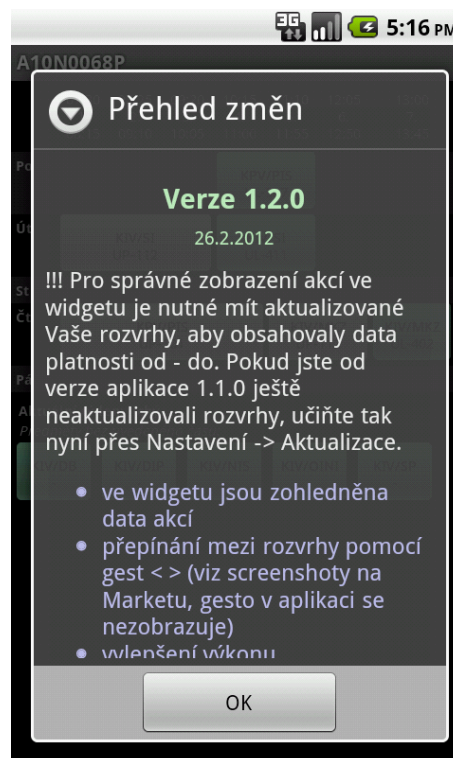 3G
5:16 PM
A10N0068P
Přehled změn
Verze 1.2.0
26.2.2012
!!! Pro správné zobrazení akcí ve
widgetu je nutné mít aktualizované
Vaše rozvrhy, aby obsahovaly data
platnosti od - do. Pokud jste od
verze aplikace 1.1.0 ještě
neaktualizovali rozvrhy, učiňte tak
nyní přes Nastavení -> Aktualizace.
ve widgetu jsou zohledněna
data akcí
přepínání mezi rozvrhy pomocí
gest < > (viz screenshoty na
Marketu, gesto v aplikaci se
nezobrazuje)
vylepšení výkonu
OK